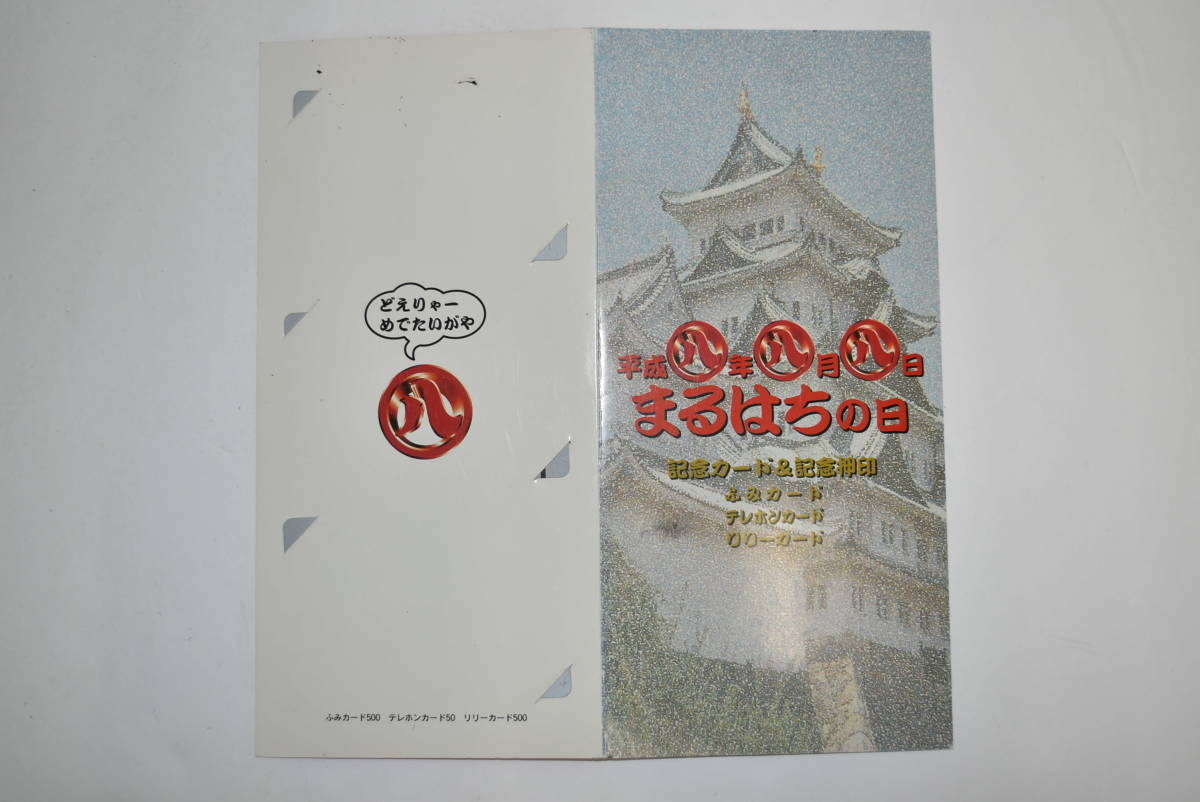 どえりゃー
めでたいがや
八
ふみカード500 テレホンカード50 リリーカード500
平成八年八月八日
まるはちの日
記念カード&記念押印
ふみカード
テレホンカード
リリーカード